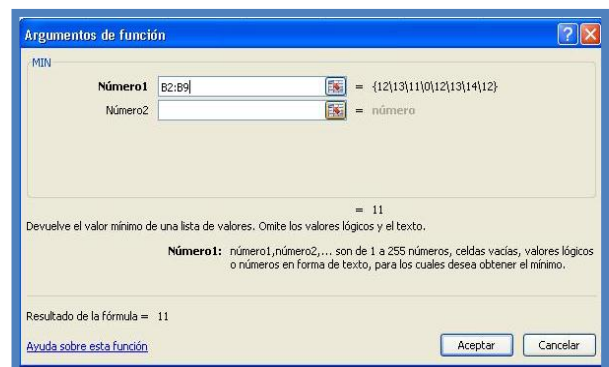 Argumentos de función
MIN
Número1 B2:B9 = {12\13\11\0\12\13\14\12}
Número2 = número
= 11
Devuelve el valor mínimo de una lista de valores. Omite los valores lógicos y el texto.
Número1: número1,número2,... son de 1 a 255 números, celdas vacías, valores lógicos
o números en forma de texto, para los cuales desea obtener el mínimo.
Resultado de la fórmula = 11
Ayuda sobre esta función Aceptar Cancelar